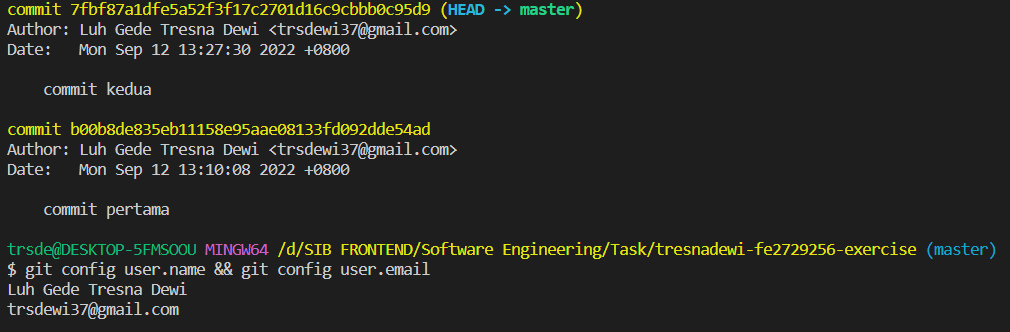 commit 7fbf87a1dfe5a52f3f17c2701d16c9cbbb0c95d9 (HEAD -> master)
Author: Luh Gede Tresna Dewi <trsdewi37@gmail.com>
Date:   Mon Sep 12 13:27:30 2022 +0800
commit kedua
commit b00b8de835eb11158e95aae08133fd092dde54ad
Author: Luh Gede Tresna Dewi <trsdewi37@gmail.com>
Date:   Mon Sep 12 13:10:08 2022 +0800
commit pertama
trsde@DESKTOP-5FMSOOU MINGW64 /d/SIB FRONTEND/Software Engineering/Task/tresnadewi-fe2729256-exercise (master)
$ git config user.name && git config user.email
Luh Gede Tresna Dewi
trsdewi37@gmail.com